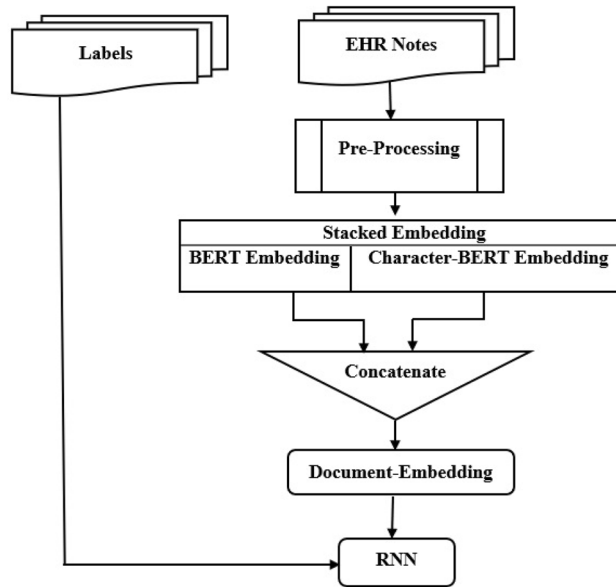 Labels
EHR Notes
Pre-Processing
Stacked Embedding
BERT Embedding
Character-BERT Embedding
Concatenate
Document-Embedding
RNN